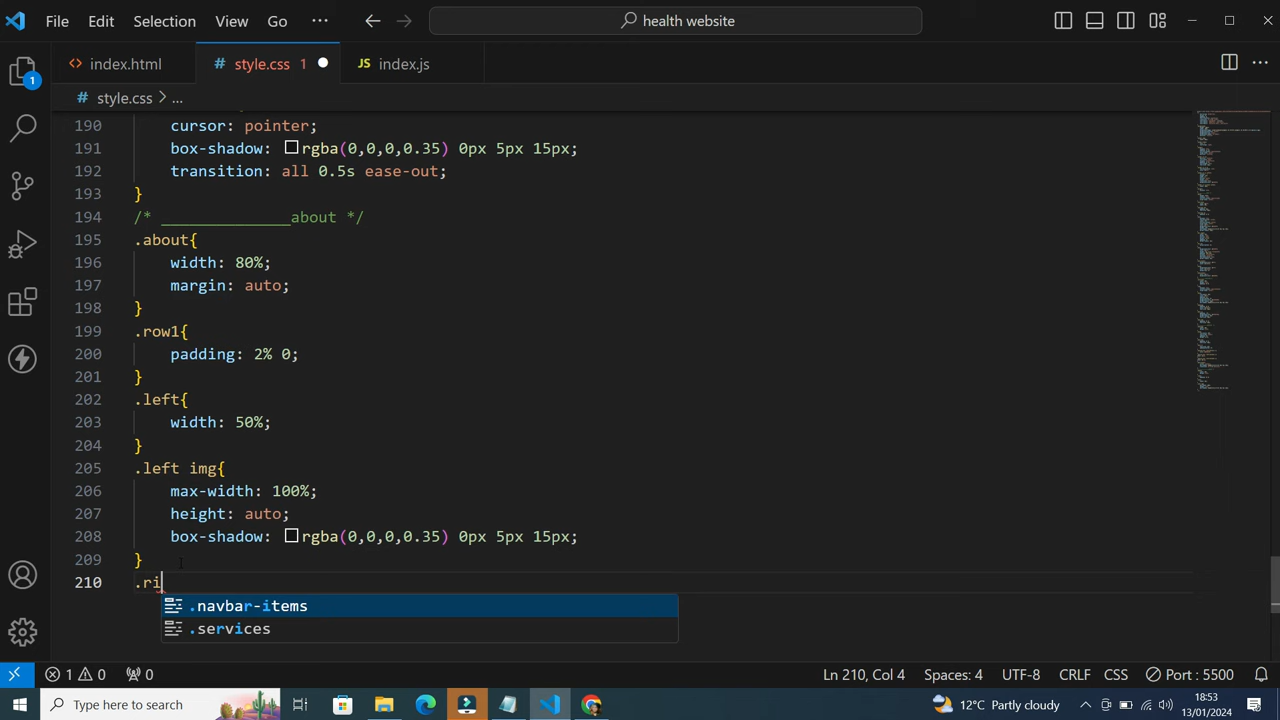 File Edit Selection View Go ··· health website
index.html style.css 1 JS index.js
# style.css > ...
190 cursor: pointer;
191 box-shadow: rgba(0,0,0,0.35) 0px 5px 15px;
192 transition: all 0.5s ease-out;
193 }
194 /* ______________about */
195 .about{
196 width: 80%;
197 margin: auto;
198 }
199 .row1{
200 padding: 2% 0;
201 }
202 .left{
203 width: 50%;
204 }
205 .left img{
206 max-width: 100%;
207 height: auto;
208 box-shadow: rgba(0,0,0,0.35) 0px 5px 15px;
209 }
210 .ri
.navbar-items
.services
1 0 0 Ln 210, Col 4 Spaces: 4 UTF-8 CRLF CSS Port : 5500
Type here to search 12°C Partly cloudy 18:53
13/01/2024